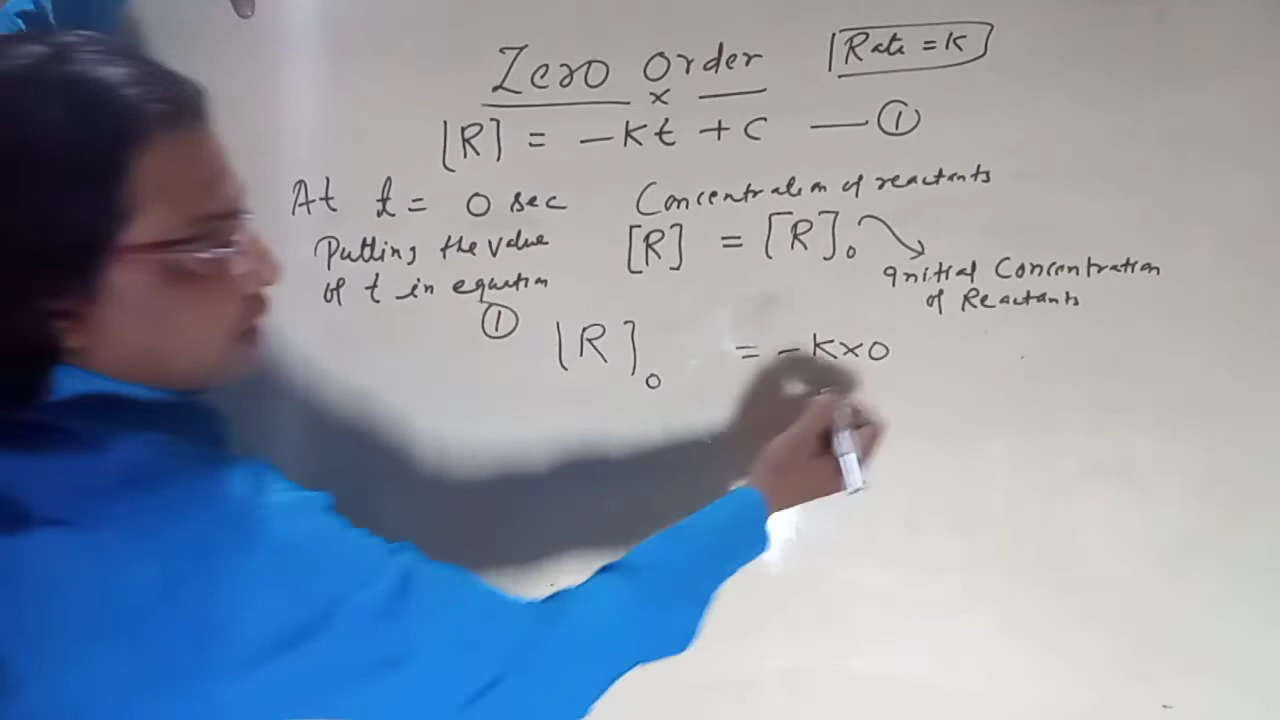 Zero Order
Rate = K
[R] = -Kt + C — ①
At t = 0 sec
Concentration of reactants
Putting the value
of t in equation
①
[R] = [R]₀
initial Concentration
of Reactants
[R]₀ = -K×0